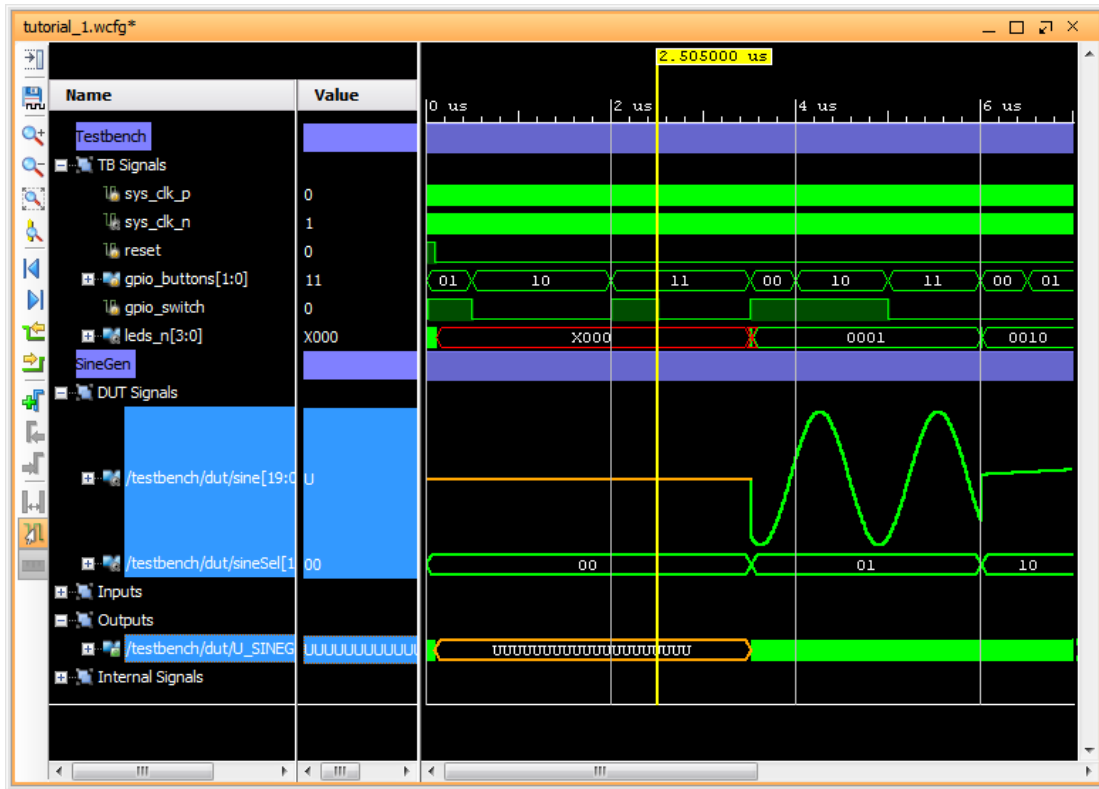 tutorial_1.wcfg*
2.505000 us
Name Value
0 us 2 us 4 us 6 us
Testbench
TB Signals
sys_clk_p 0
sys_clk_n 1
reset 0
gpio_buttons[1:0] 11 01 10 11 00 10 11 00 01
gpio_switch 0
leds_n[3:0] X000 X000 0001 0010
SineGen
DUT Signals
/testbench/dut/sine[19:0 U
/testbench/dut/sineSel[1 00 00 01 10
Inputs
Outputs
/testbench/dut/U_SINEG UUUUUUUUUUUU UUUUUUUUUUUUUUUUUUUU
Internal Signals